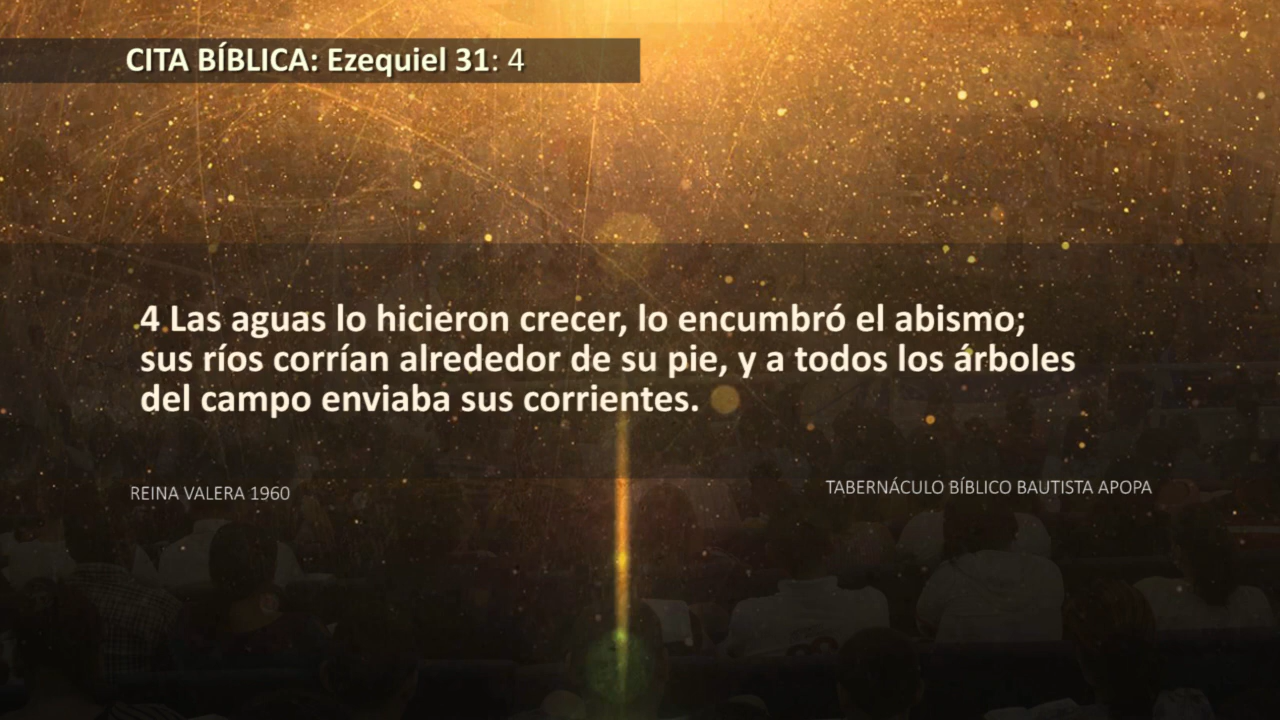 CITA BÍBLICA: Ezequiel 31: 4
4 Las aguas lo hicieron crecer, lo encumbró el abismo;
sus ríos corrían alrededor de su pie, y a todos los árboles
del campo enviaba sus corrientes.
REINA VALERA 1960
TABERNÁCULO BÍBLICO BAUTISTA APOPA